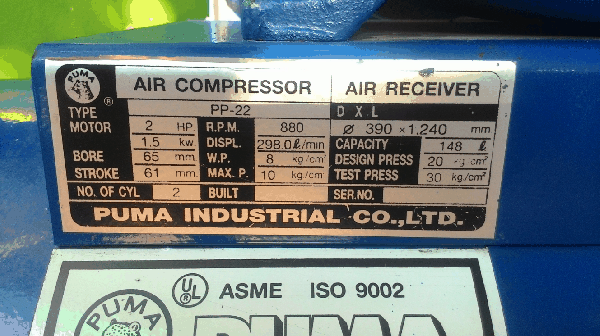 PUMA ®
AIR COMPRESSOR AIR RECEIVER
TYPE PP-22 D X L
MOTOR 2 HP R.P.M. 880 Ø 390 × 1,240 mm
1.5 kw DISPL. 298.0 ℓ/min CAPACITY 148 ℓ
BORE 65 mm W.P. 8 kg/cm² DESIGN PRESS 20 kg/cm²
STROKE 61 mm MAX. P. 10 kg/cm² TEST PRESS 30 kg/cm²
NO. OF CYL 2 BUILT SER.NO.
PUMA INDUSTRIAL CO.,LTD.
UL ASME ISO 9002
PUMA PUMA